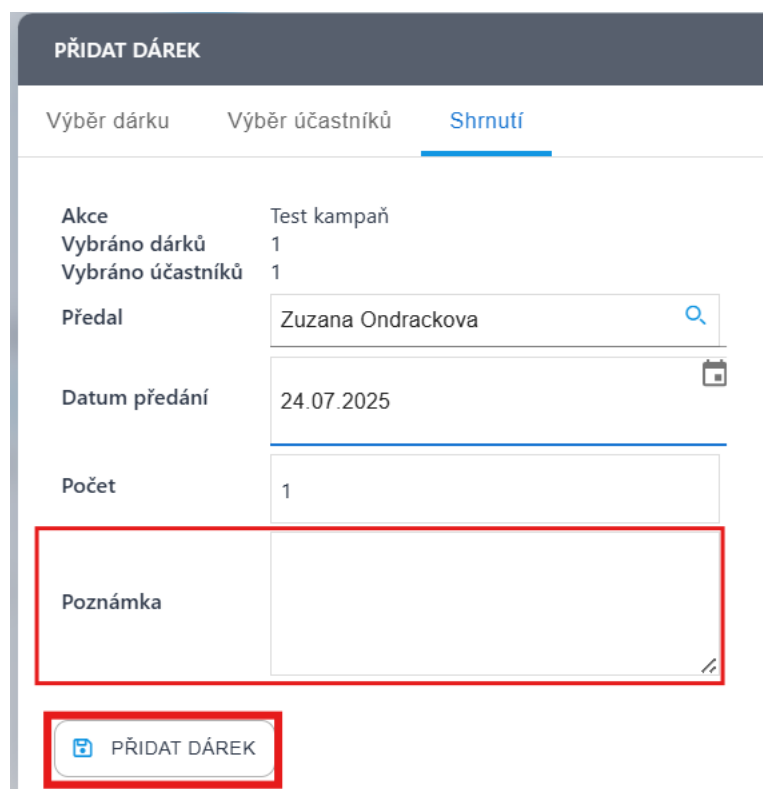 PŘIDAT DÁREK
Výběr dárku Výběr účastníků Shrnutí
Akce Test kampaň
Vybráno dárků 1
Vybráno účastníků 1
Předal Zuzana Ondrackova
Datum předání 24.07.2025
Počet 1
Poznámka
PŘIDAT DÁREK